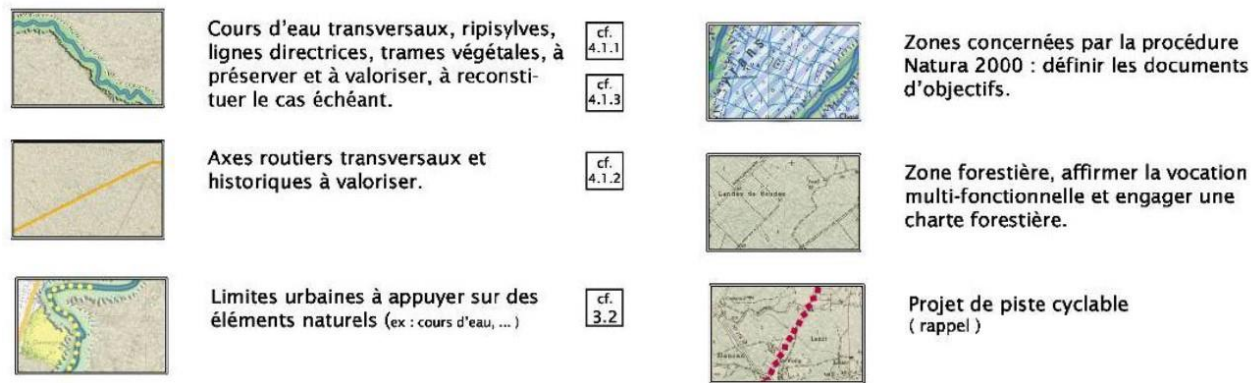 Cours d'eau transversaux, ripisylves,
lignes directrices, trames végétales, à
préserver et à valoriser, à reconsti-
tuer le cas échéant.
cf.
4.1.1
cf.
4.1.3
Axes routiers transversaux et
historiques à valoriser.
cf.
4.1.2
Limites urbaines à appuyer sur des
éléments naturels (ex : cours d'eau, ... )
cf.
3.2
Zones concernées par la procédure
Natura 2000 : définir les documents
d'objectifs.
Zone forestière, affirmer la vocation
multi-fonctionnelle et engager une
charte forestière.
Projet de piste cyclable
( rappel )